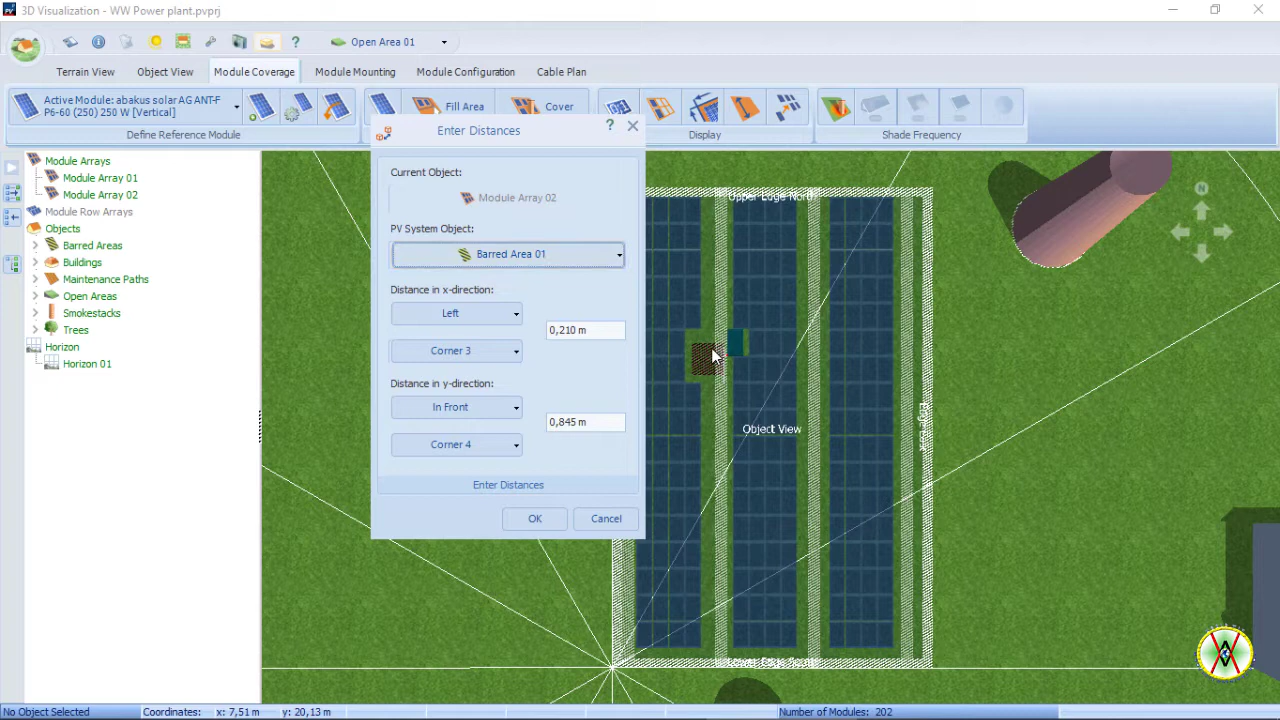 3D Visualization - WW Power plant.pvprj
Open Area 01
Terrain View
Object View
Module Coverage
Module Mounting
Module Configuration
Cable Plan
Active Module: abakus solar AG ANT-F
P6-60 (250) 250 W [Vertical]
Fill Area
Cover
Define Reference Module
Display
Shade Frequency
Enter Distances
Current Object:
Module Array 02
PV System Object:
Barred Area 01
Distance in x-direction:
Left
0,210 m
Corner 3
Distance in y-direction:
In Front
0,845 m
Corner 4
Enter Distances
OK
Cancel
Module Arrays
Module Array 01
Module Array 02
Module Row Arrays
Objects
Barred Areas
Buildings
Maintenance Paths
Open Areas
Smokestacks
Trees
Horizon
Horizon 01
Upper Edge North
N
Object View
No Object Selected
Coordinates:
x: 7,51 m
y: 20,13 m
Number of Modules: 202